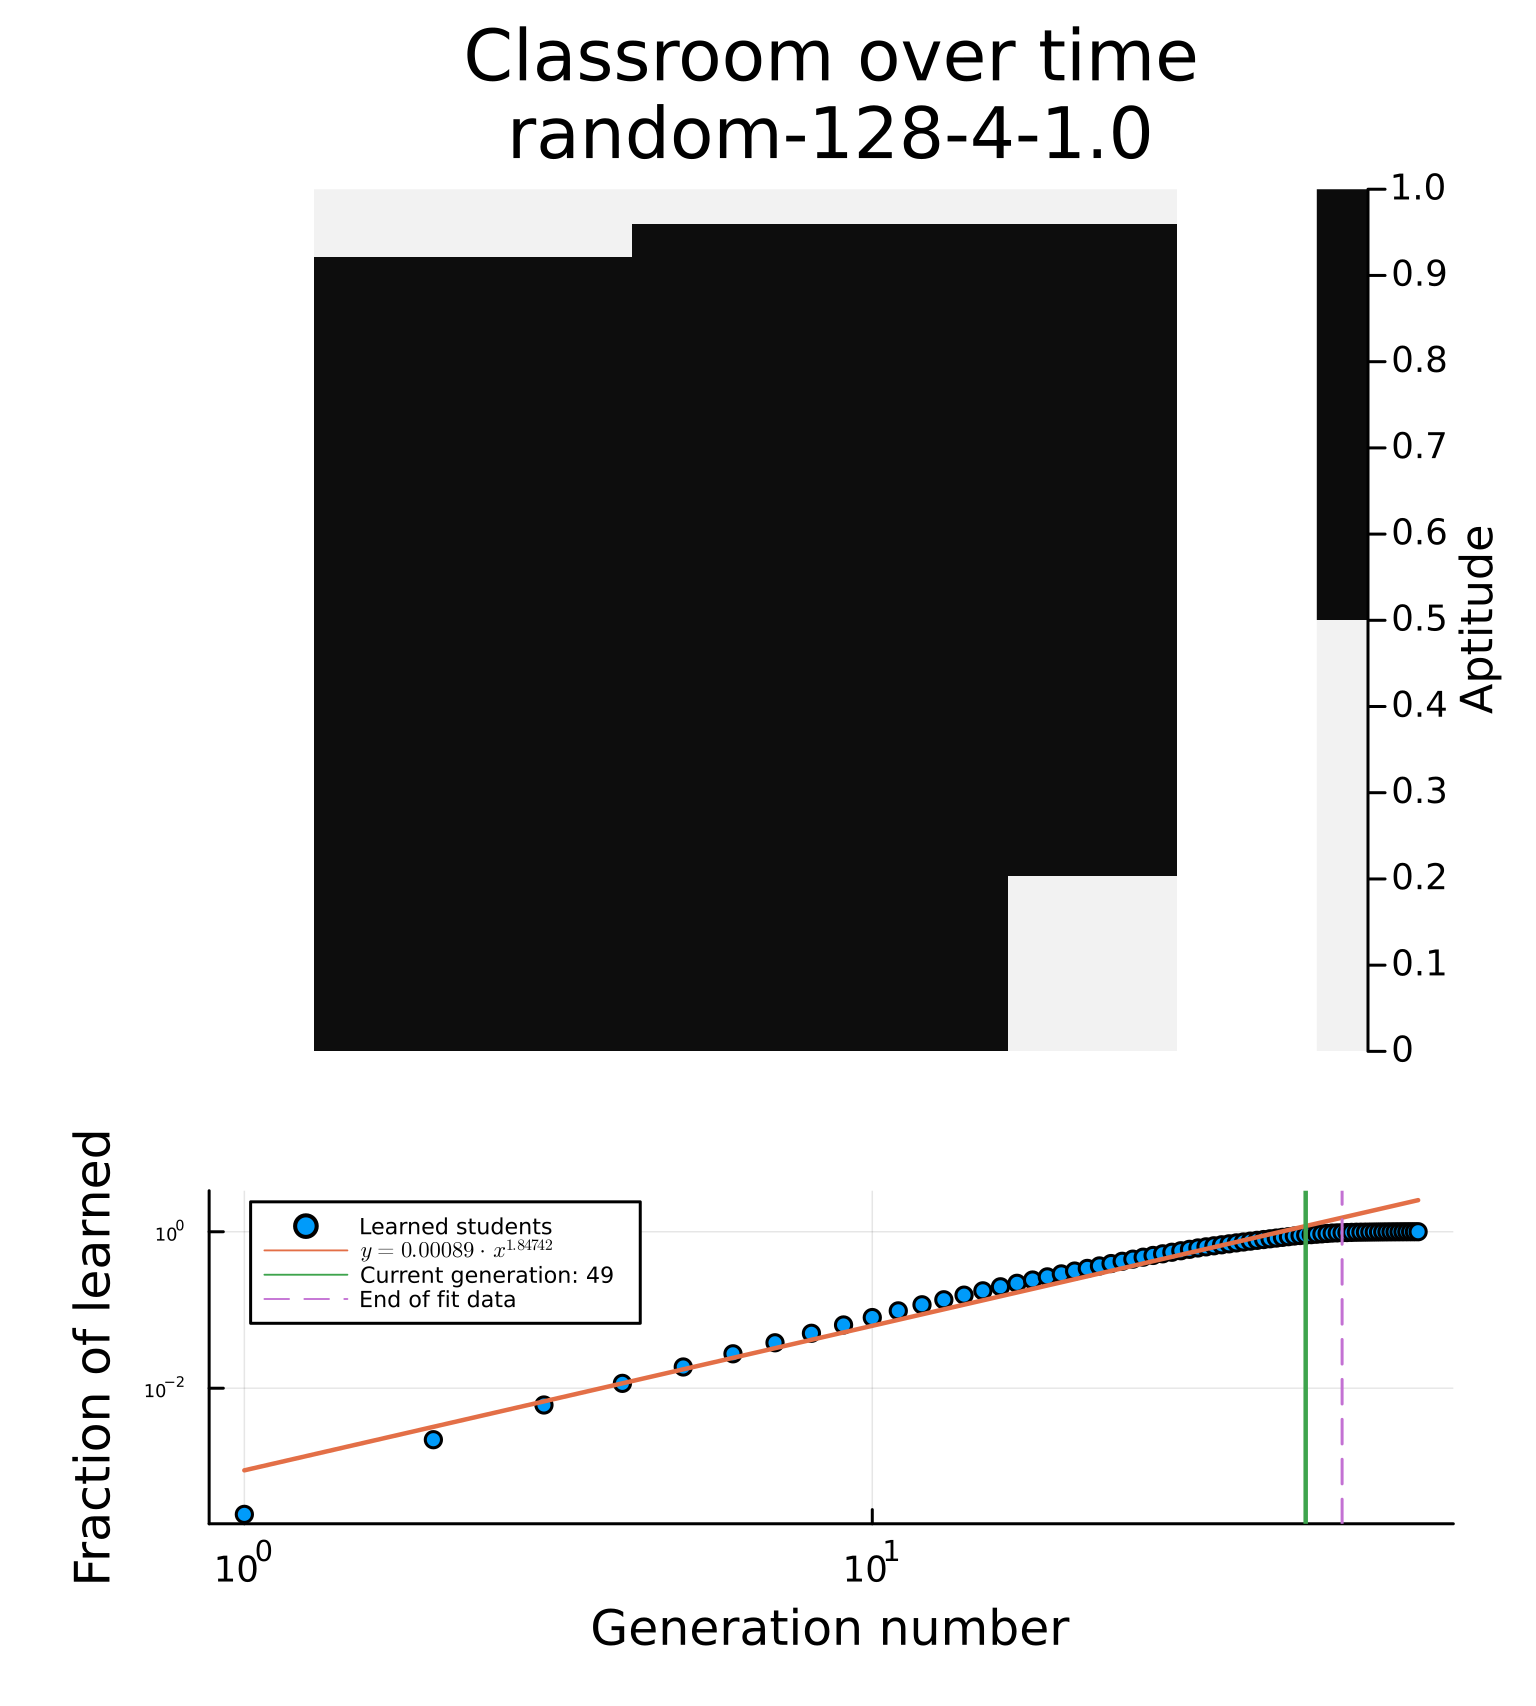 Classroom over time
random-128-4-1.0
1.0
0.9
0.8
0.7
0.6
0.5
0.4
0.3
0.2
0.1
0
Aptitude
Fraction of learned
10^0
10^−2
Learned students
y = 0.00089 · x^1.84742
Current generation: 49
End of fit data
10^0
10^1
Generation number